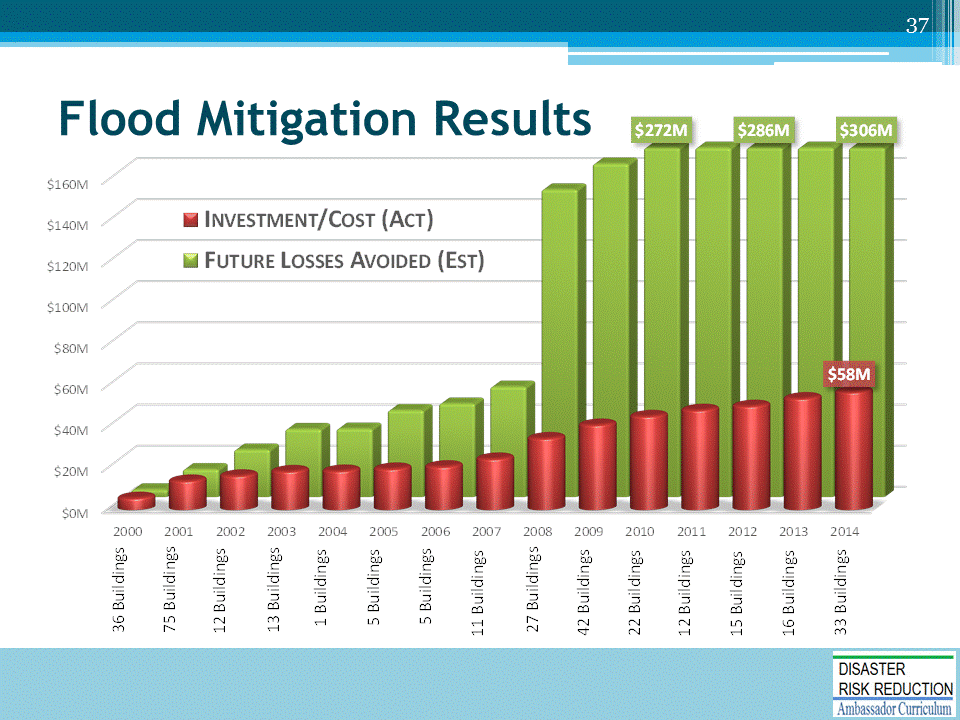 37
Flood Mitigation Results
$272M
$286M
$306M
$160M
$140M
$120M
$100M
$80M
$60M
$40M
$20M
$0M
INVESTMENT/COST (ACT)
FUTURE LOSSES AVOIDED (EST)
$58M
2000
2001
2002
2003
2004
2005
2006
2007
2008
2009
2010
2011
2012
2013
2014
36 Buildings
75 Buildings
12 Buildings
13 Buildings
1 Buildings
5 Buildings
5 Buildings
11 Buildings
27 Buildings
42 Buildings
22 Buildings
12 Buildings
15 Buildings
16 Buildings
33 Buildings
DISASTER
RISK REDUCTION
Ambassador Curriculum